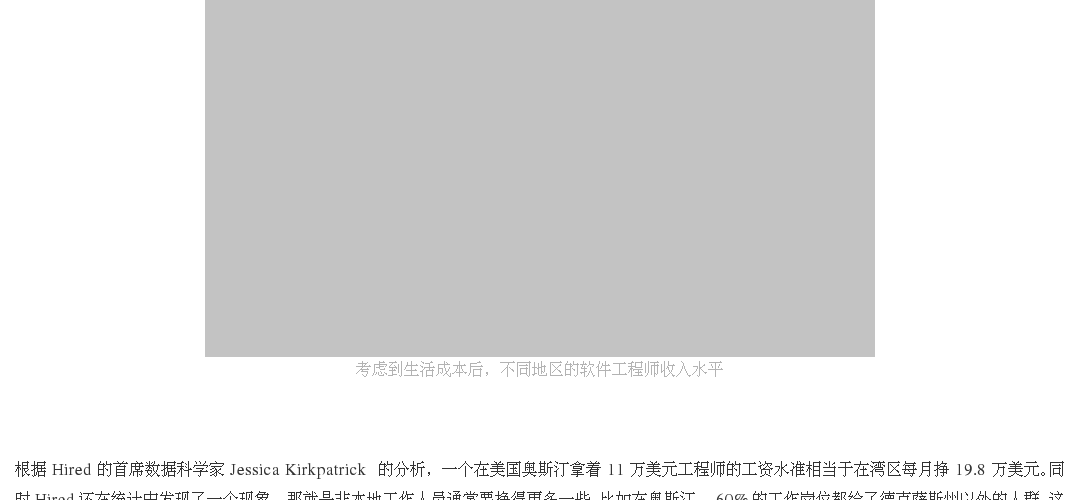 考虑到生活成本后，不同地区的软件工程师收入水平
根据 Hired 的首席数据科学家 Jessica Kirkpatrick 的分析，一个在美国奥斯汀拿着 11 万美元工程师的工资水准相当于在湾区每月挣 19.8 万美元。同
时 Hired 还在统计中发现了一个现象，那就是非本地工作人员通常要挣得更多一些。比如在奥斯汀， 60% 的工作岗位都给了德克萨斯州以外的人群，这